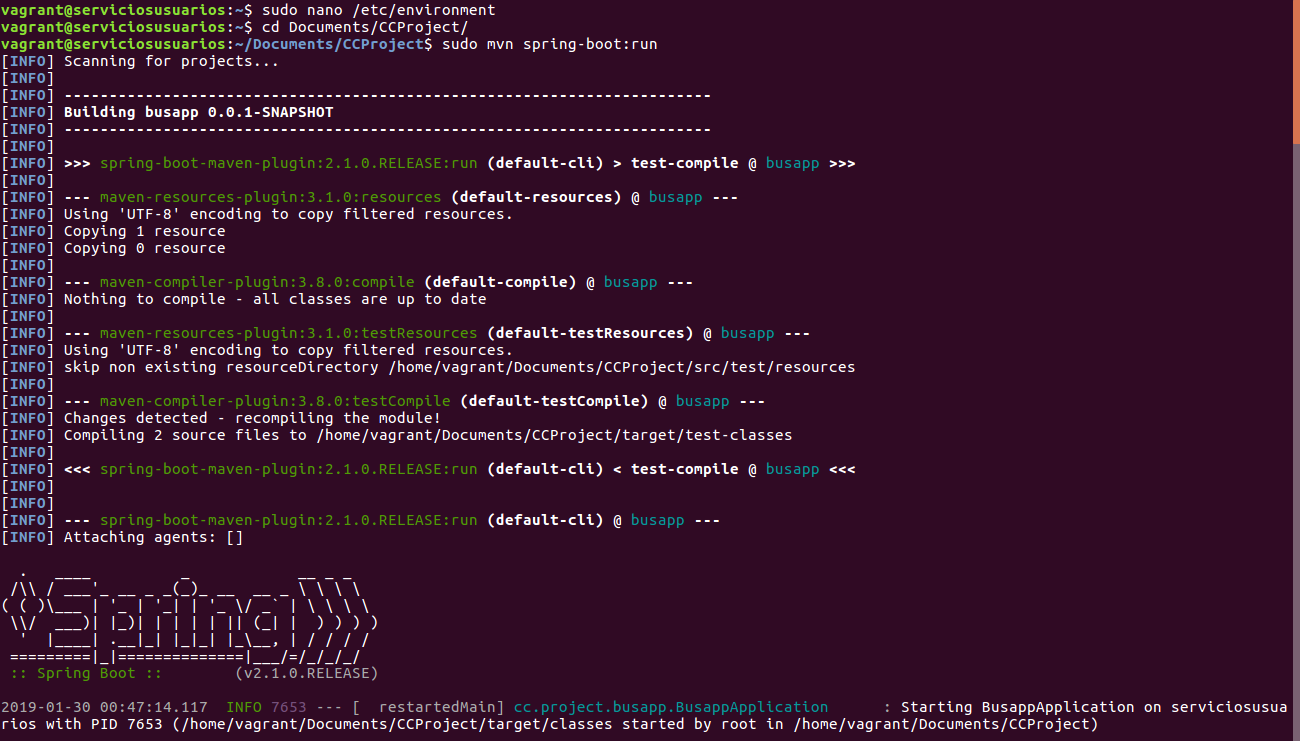 vagrant@serviciosusuarios:~$ sudo nano /etc/environment
vagrant@serviciosusuarios:~$ cd Documents/CCProject/
vagrant@serviciosusuarios:~/Documents/CCProject$ sudo mvn spring-boot:run
[INFO] Scanning for projects...
[INFO]
[INFO] ------------------------------------------------------------------------
[INFO] Building busapp 0.0.1-SNAPSHOT
[INFO] ------------------------------------------------------------------------
[INFO]
[INFO] >>> spring-boot-maven-plugin:2.1.0.RELEASE:run (default-cli) > test-compile @ busapp >>>
[INFO]
[INFO] --- maven-resources-plugin:3.1.0:resources (default-resources) @ busapp ---
[INFO] Using 'UTF-8' encoding to copy filtered resources.
[INFO] Copying 1 resource
[INFO] Copying 0 resource
[INFO]
[INFO] --- maven-compiler-plugin:3.8.0:compile (default-compile) @ busapp ---
[INFO] Nothing to compile - all classes are up to date
[INFO]
[INFO] --- maven-resources-plugin:3.1.0:testResources (default-testResources) @ busapp ---
[INFO] Using 'UTF-8' encoding to copy filtered resources.
[INFO] skip non existing resourceDirectory /home/vagrant/Documents/CCProject/src/test/resources
[INFO]
[INFO] --- maven-compiler-plugin:3.8.0:testCompile (default-testCompile) @ busapp ---
[INFO] Changes detected - recompiling the module!
[INFO] Compiling 2 source files to /home/vagrant/Documents/CCProject/target/test-classes
[INFO]
[INFO] <<< spring-boot-maven-plugin:2.1.0.RELEASE:run (default-cli) < test-compile @ busapp <<<
[INFO]
[INFO]
[INFO] --- spring-boot-maven-plugin:2.1.0.RELEASE:run (default-cli) @ busapp ---
[INFO] Attaching agents: []
  .   ____          _            __ _ _
 /\\ / ___'_ __ _ _(_)_ __  __ _ \ \ \ \
( ( )\___ | '_ | '_| | '_ \/ _` | \ \ \ \
 \\/  ___)| |_)| | | | | || (_| |  ) ) ) )
  '  |____| .__|_| |_|_| |_\__, | / / / /
 =========|_|==============|___/=/_/_/_/
 :: Spring Boot ::        (v2.1.0.RELEASE)
2019-01-30 00:47:14.117  INFO 7653 --- [  restartedMain] cc.project.busapp.BusappApplication      : Starting BusappApplication on serviciosusua
rios with PID 7653 (/home/vagrant/Documents/CCProject/target/classes started by root in /home/vagrant/Documents/CCProject)